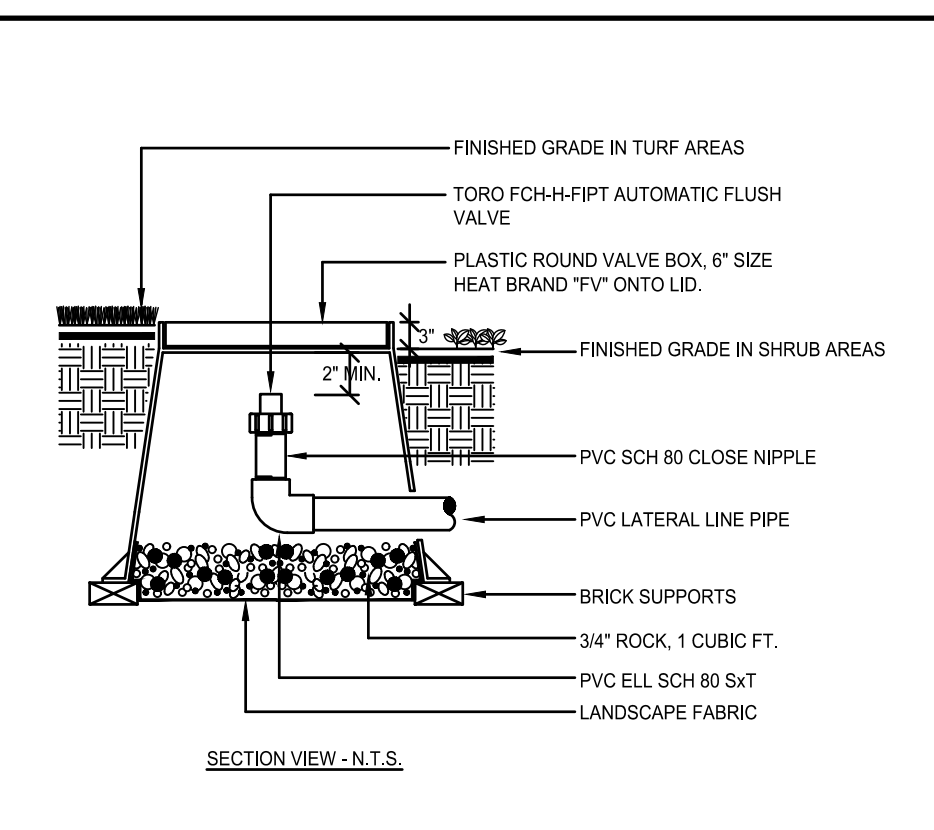 FINISHED GRADE IN TURF AREAS
TORO FCH-H-FIPT AUTOMATIC FLUSH
VALVE
PLASTIC ROUND VALVE BOX, 6" SIZE
HEAT BRAND "FV" ONTO LID.
3"
FINISHED GRADE IN SHRUB AREAS
2" MIN.
PVC SCH 80 CLOSE NIPPLE
PVC LATERAL LINE PIPE
BRICK SUPPORTS
3/4" ROCK, 1 CUBIC FT.
PVC ELL SCH 80 SxT
LANDSCAPE FABRIC
SECTION VIEW - N.T.S.